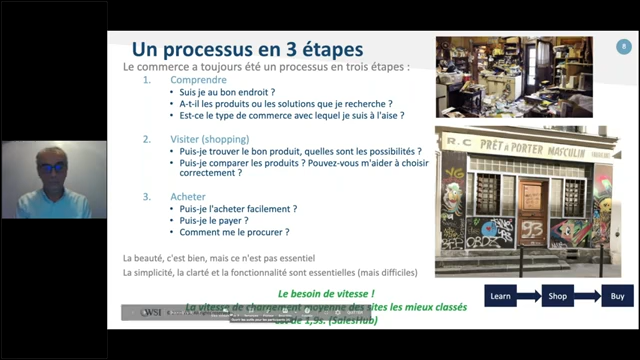 Un processus en 3 étapes
8
Le commerce a toujours été un processus en trois étapes :
1. Comprendre
• Suis je au bon endroit ?
• A-t-il les produits ou les solutions que je recherche ?
• Est-ce le type de commerce avec lequel je suis à l'aise ?
2. Visiter (shopping)
• Puis-je trouver le bon produit, quelles sont les possibilités ?
• Puis-je comparer les produits ? Pouvez-vous m'aider à choisir
correctement ?
3. Acheter
• Puis-je l'acheter facilement ?
• Puis-je le payer ?
• Comment me le procurer ?
R.C PRÊT A PORTER MASCULIN
93
La beauté, c'est bien, mais ce n'est pas essentiel
La simplicité, la clarté et la fonctionnalité sont essentielles (mais difficiles)
Learn Shop Buy
Le besoin de vitesse !
La vitesse de chargement moyenne des sites les mieux classés
est de 1,9s. (SalesHub)
WSI